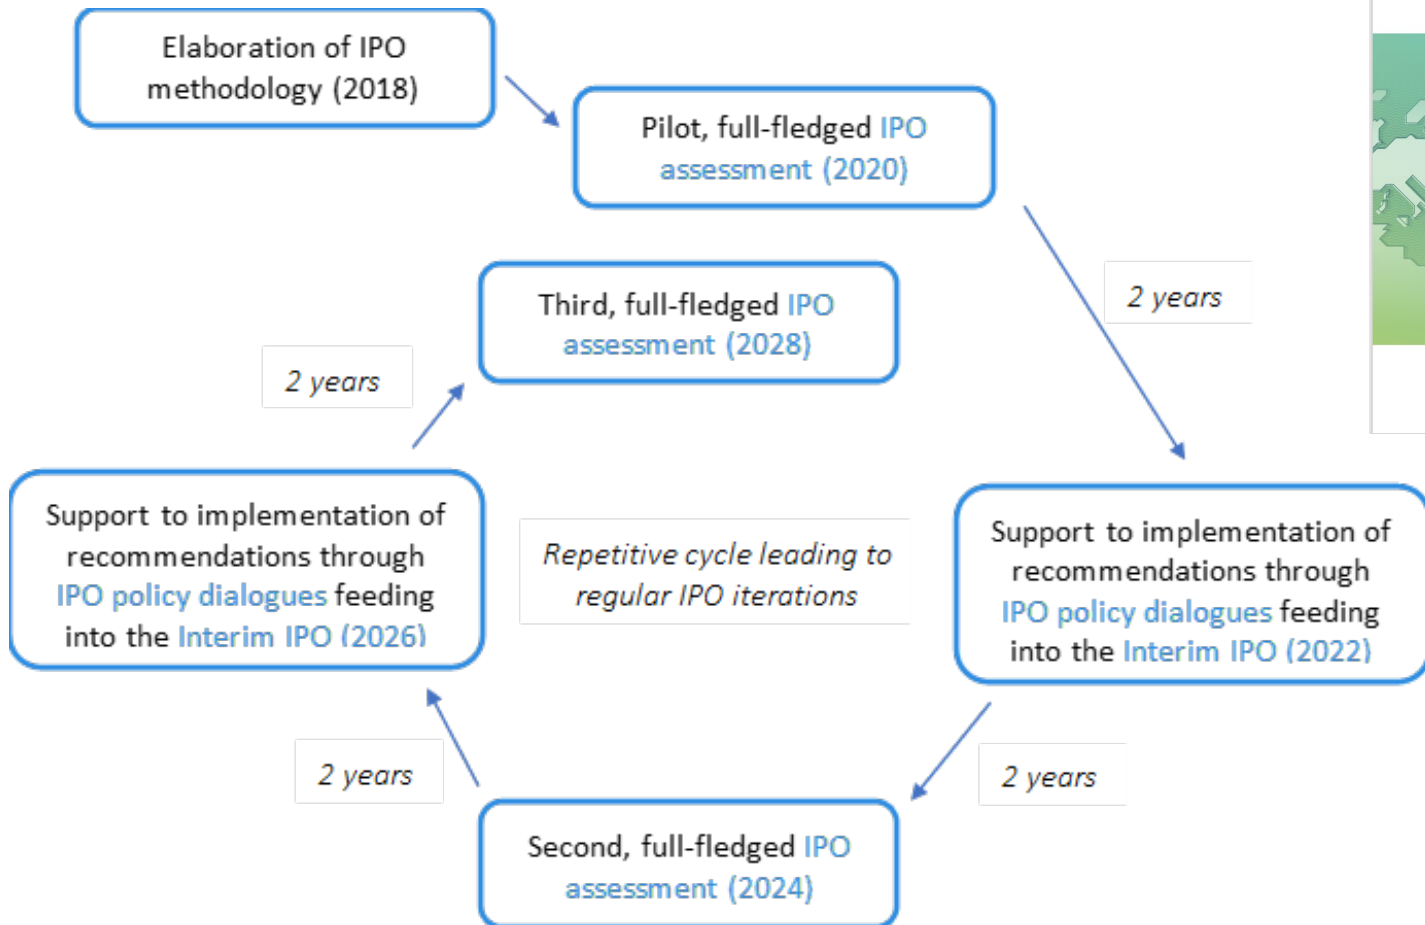 Elaboration of IPO
methodology (2018)
Pilot, full-fledged IPO
assessment (2020)
2 years
Third, full-fledged IPO
assessment (2028)
2 years
Support to implementation of
recommendations through
IPO policy dialogues feeding
into the Interim IPO (2026)
Repetitive cycle leading to
regular IPO iterations
Support to implementation of
recommendations through
IPO policy dialogues feeding
into the Interim IPO (2022)
2 years
2 years
Second, full-fledged IPO
assessment (2024)